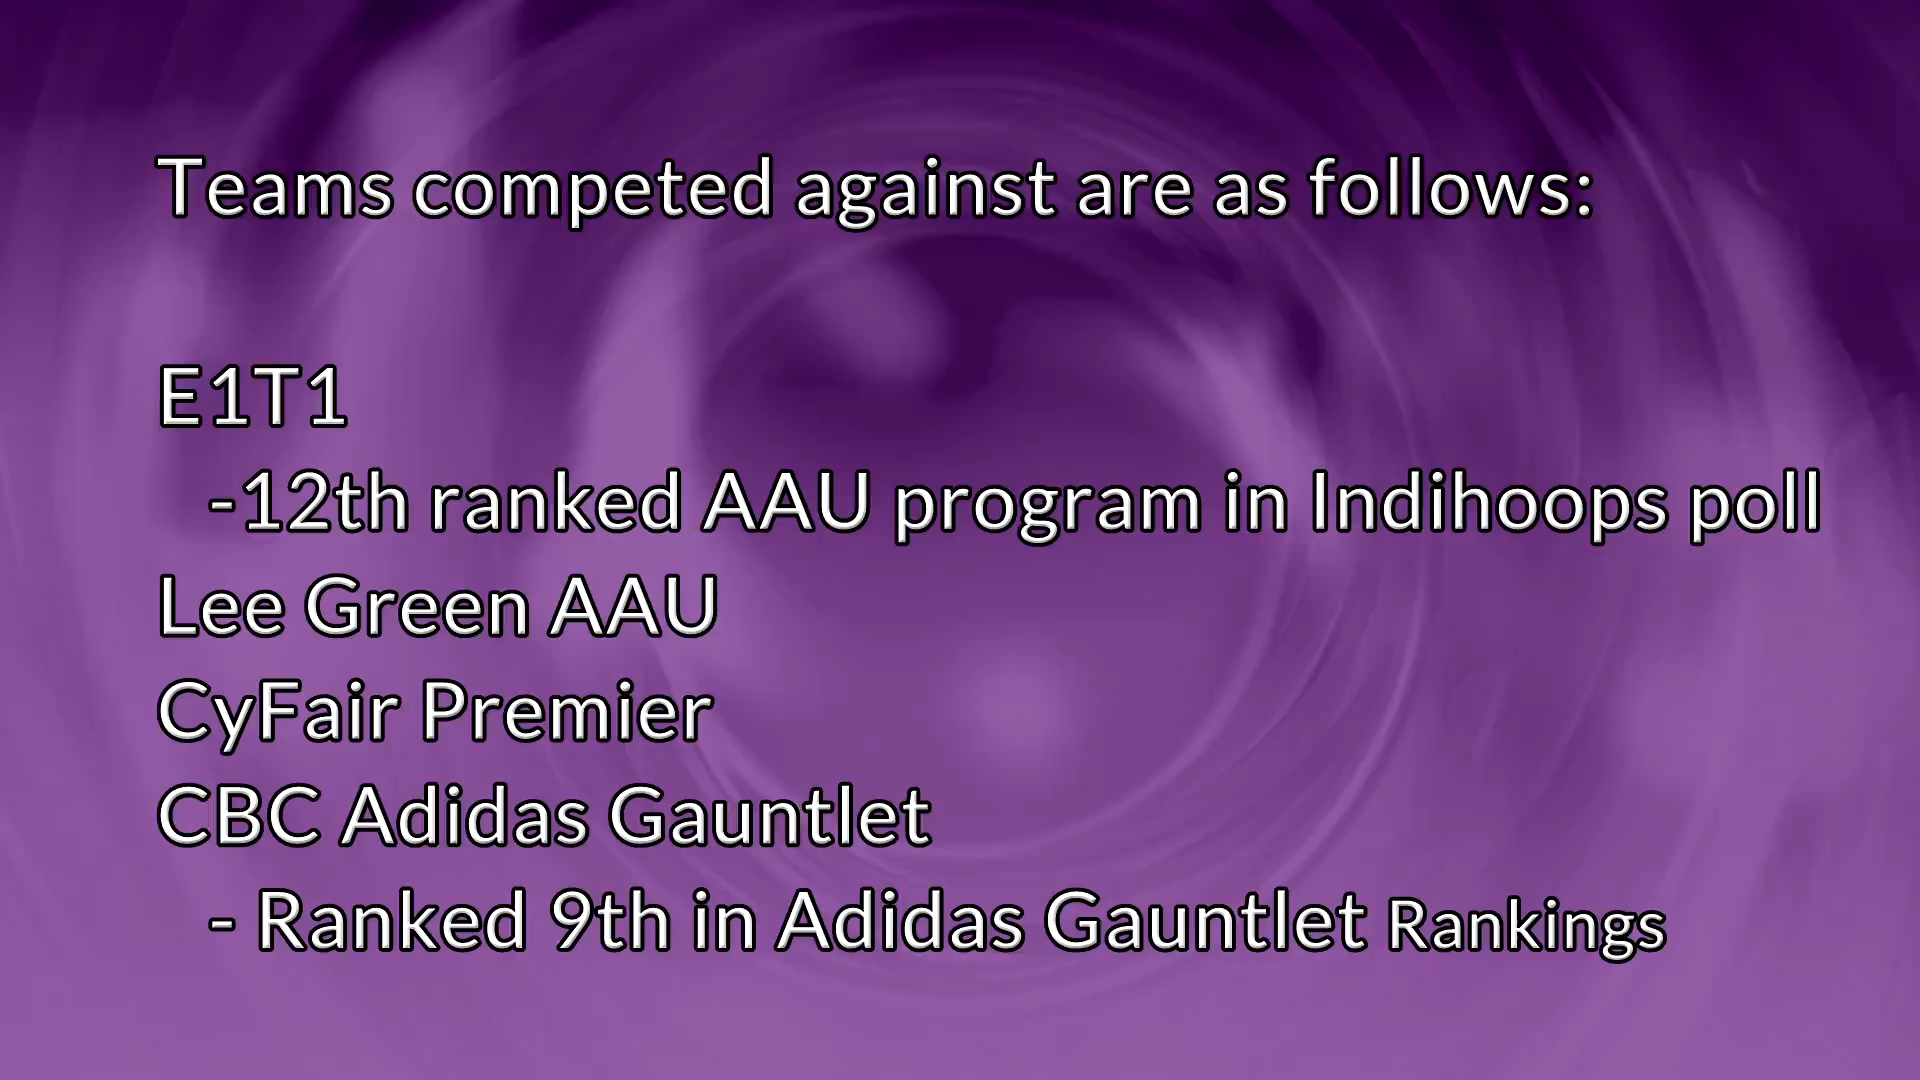 Teams competed against are as follows:
E1T1
-12th ranked AAU program in Indihoops poll
Lee Green AAU
CyFair Premier
CBC Adidas Gauntlet
- Ranked 9th in Adidas Gauntlet Rankings